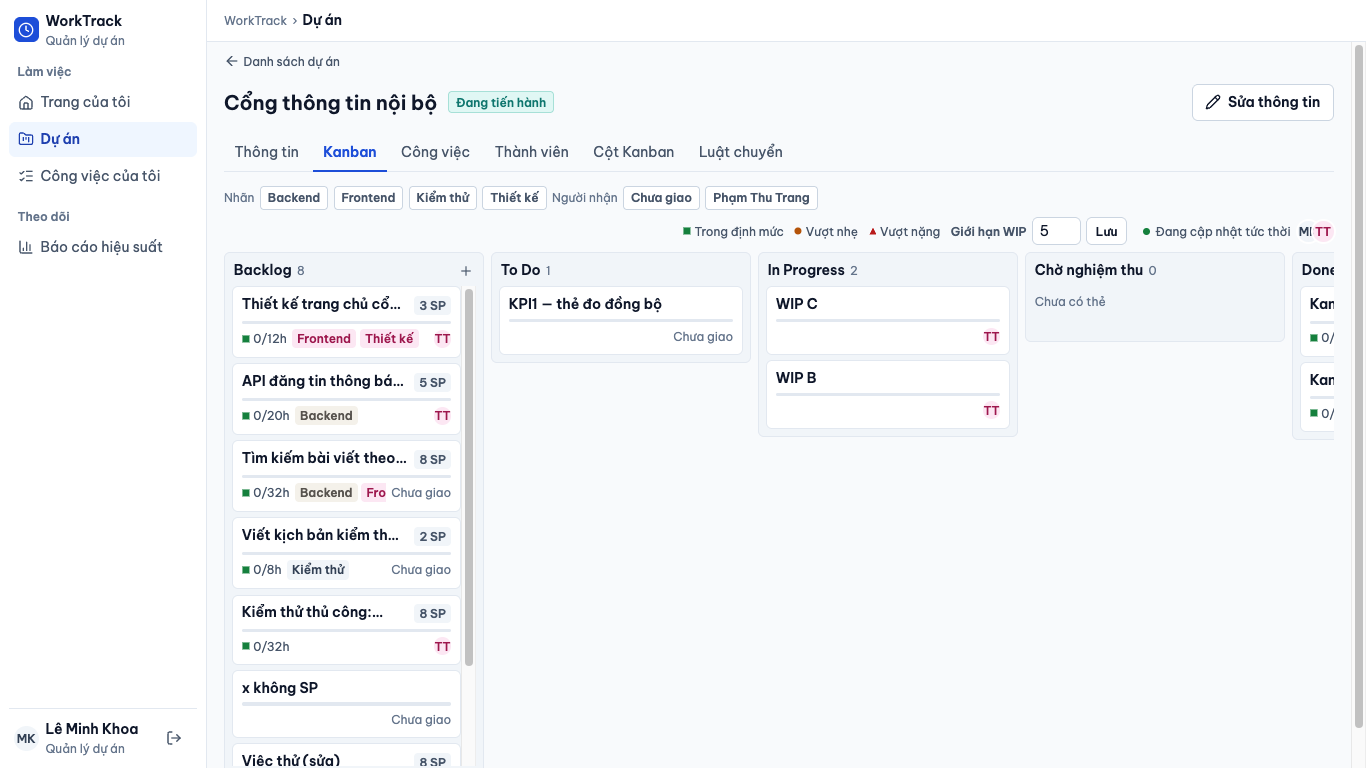 WorkTrack
Quản lý dự án
Làm việc
Trang của tôi
Dự án
Công việc của tôi
Theo dõi
Báo cáo hiệu suất
MK
Lê Minh Khoa
Quản lý dự án
WorkTrack › Dự án
Danh sách dự án
Cổng thông tin nội bộ
Đang tiến hành
Sửa thông tin
Thông tin Kanban Công việc Thành viên Cột Kanban Luật chuyển
Nhãn Backend Frontend Kiểm thử Thiết kế Người nhận Chưa giao Phạm Thu Trang
Trong định mức Vượt nhẹ Vượt nặng Giới hạn WIP 5 Lưu Đang cập nhật tức thời TT
Backlog 8
Thiết kế trang chủ cổ... 3 SP
0/12h Frontend Thiết kế TT
API đăng tin thông bá... 5 SP
0/20h Backend TT
Tìm kiếm bài viết theo... 8 SP
0/32h Backend Fro Chưa giao
Viết kịch bản kiểm th... 2 SP
0/8h Kiểm thử Chưa giao
Kiểm thử thủ công:... 8 SP
0/32h TT
x không SP
Chưa giao
Việc thử (sửa) 8 SP
To Do 1
KPI1 – thẻ đo đồng bộ
Chưa giao
In Progress 2
WIP C
TT
WIP B
TT
Chờ nghiệm thu 0
Chưa có thẻ
Done
Kan
0/
Kan
0/